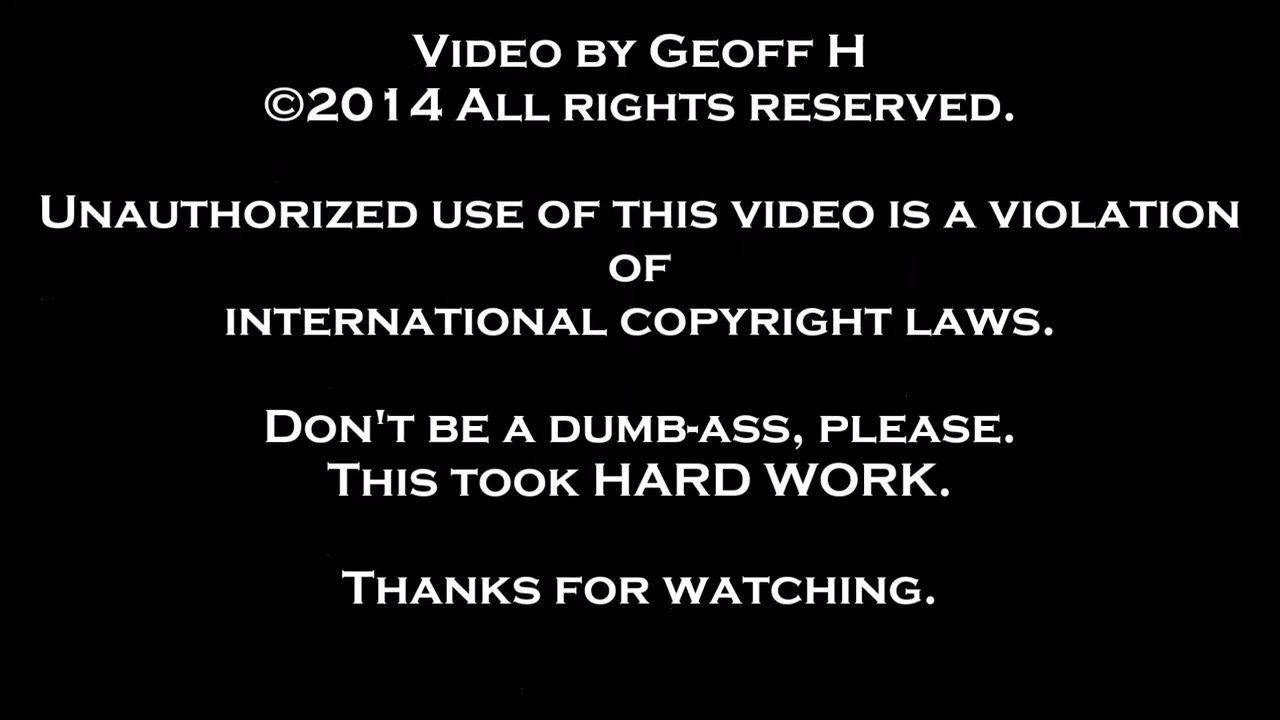 Video by Geoff H
©2014 All rights reserved.
Unauthorized use of this video is a violation
of
international copyright laws.
Don't be a dumb-ass, please.
This took HARD WORK.
Thanks for watching.